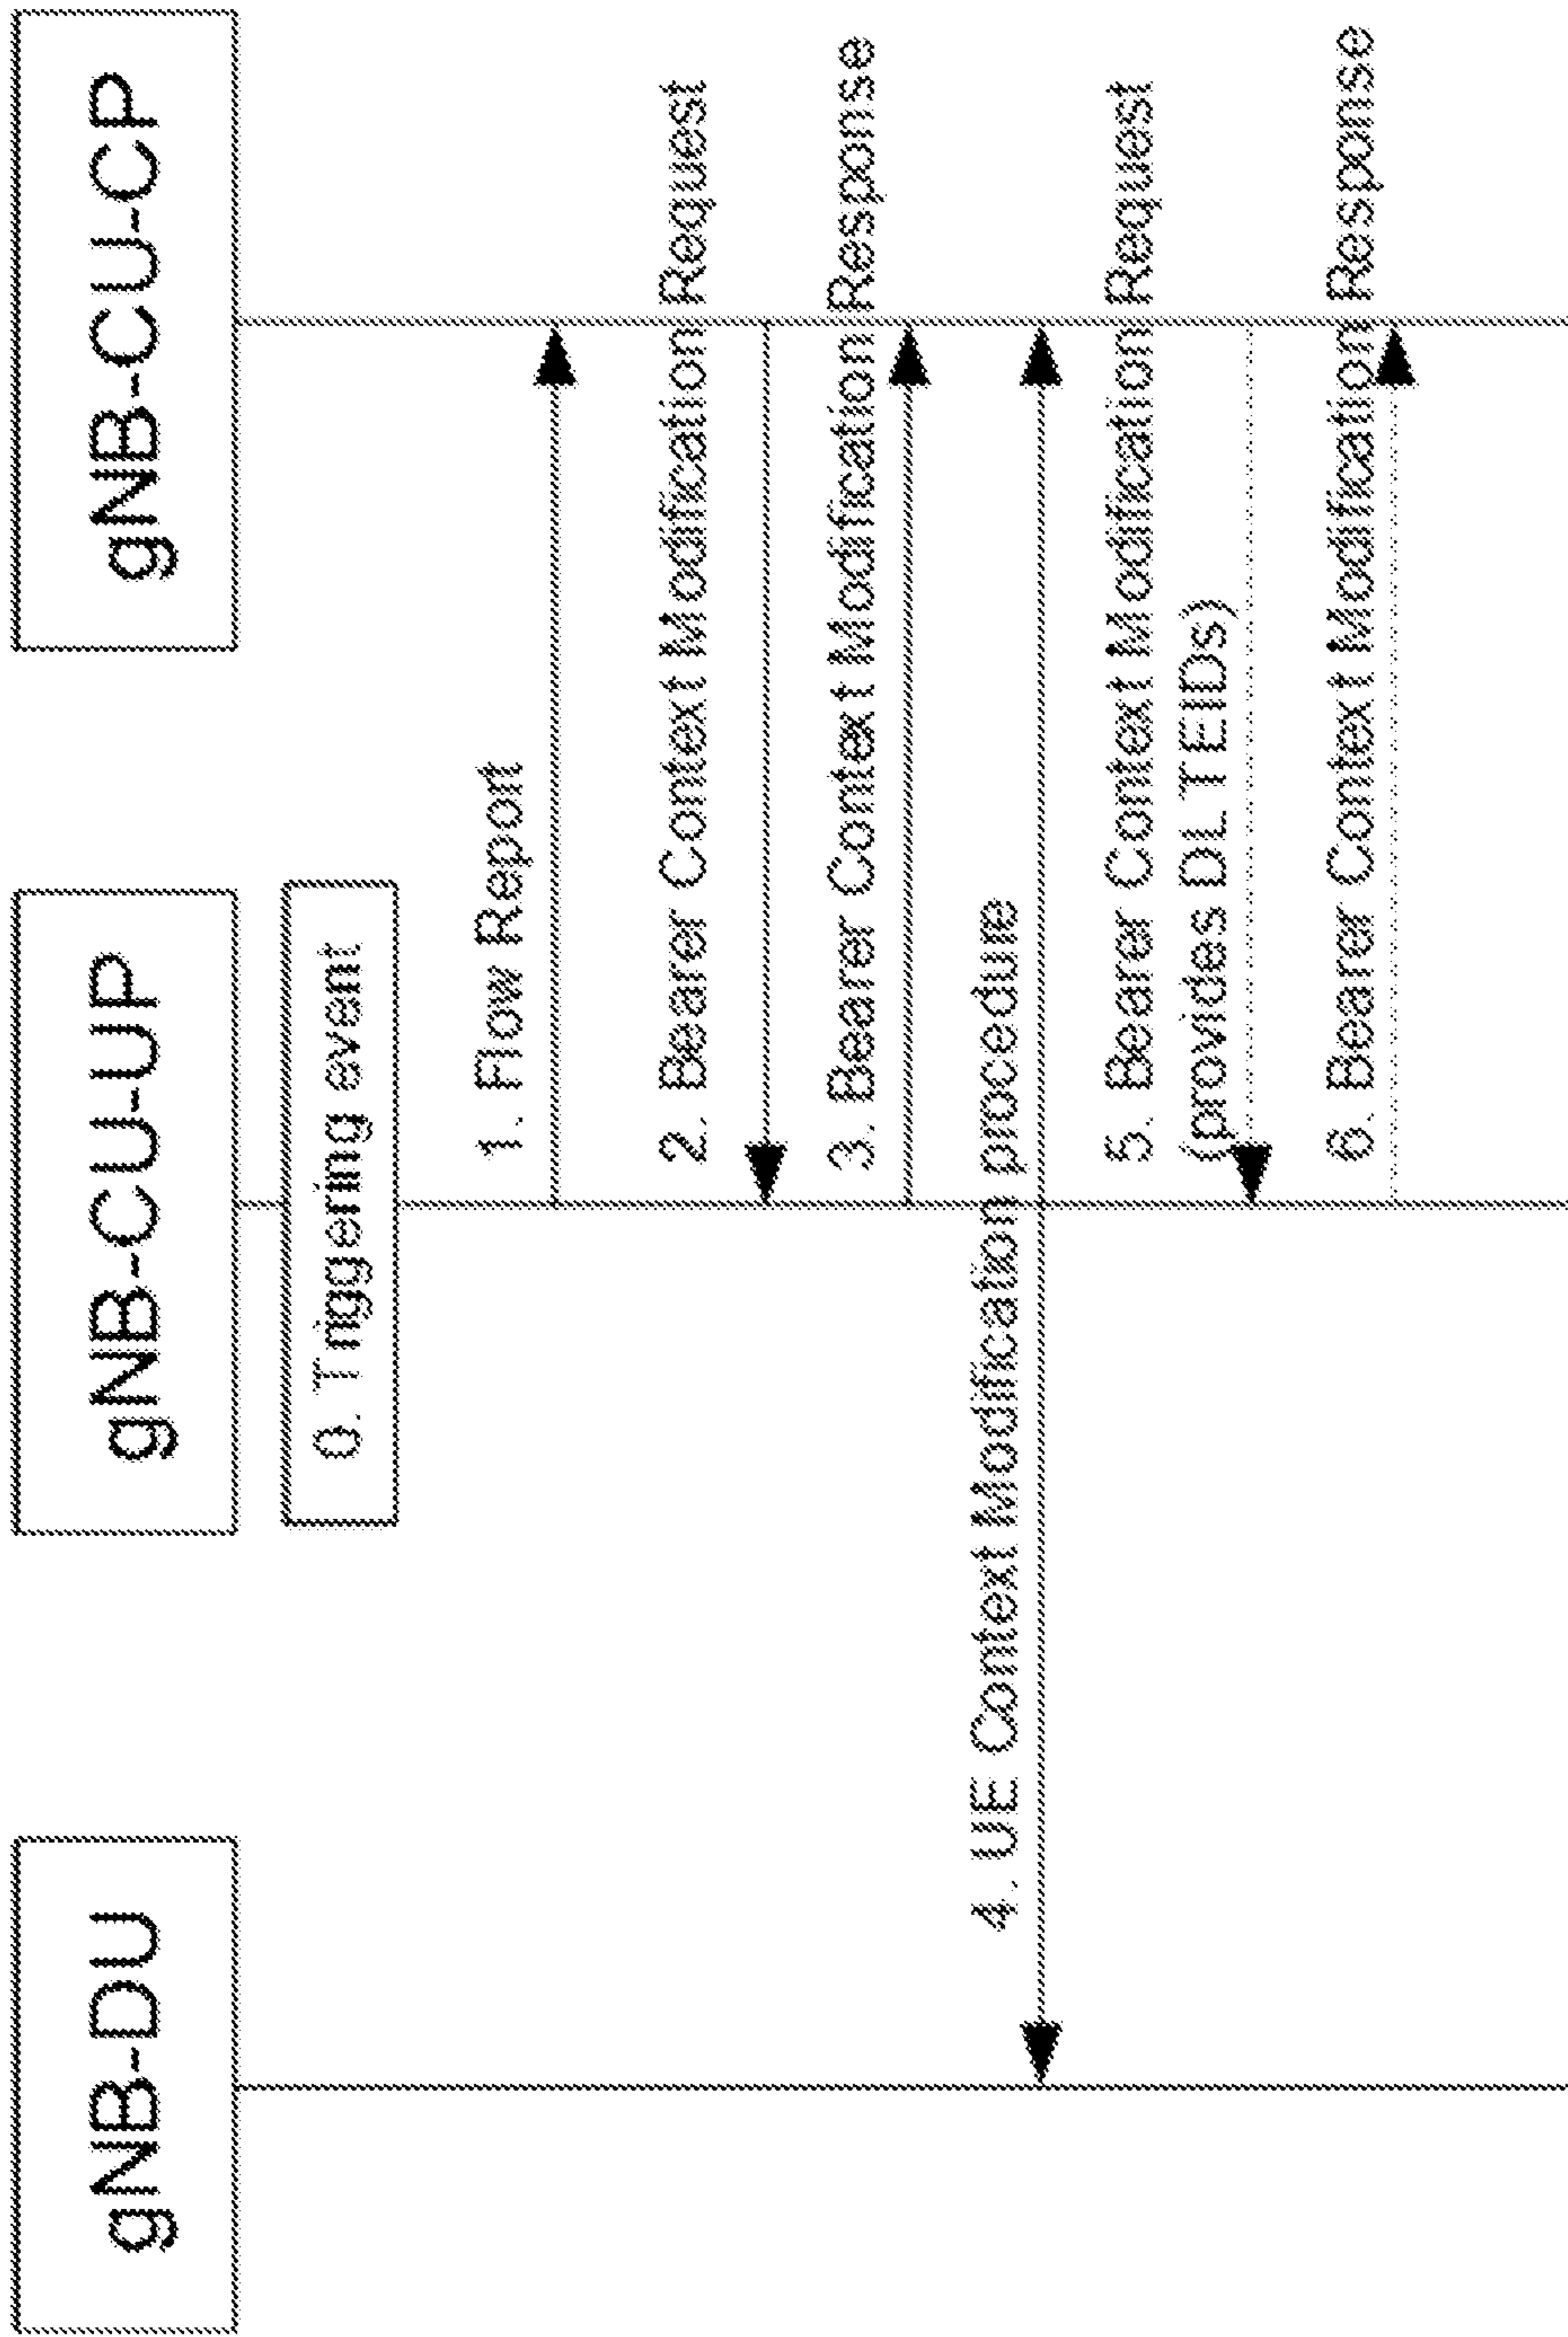 gNB-DU
gNB-CU-UP
gNB-CU-CP
0. Triggering event
1. Flow Report
2. Bearer Context Modification Request
3. Bearer Context Modification Response
4. UE Context Modification procedure
5. Bearer Context Modification Request
(provides DL TEIDs)
6. Bearer Context Modification Response